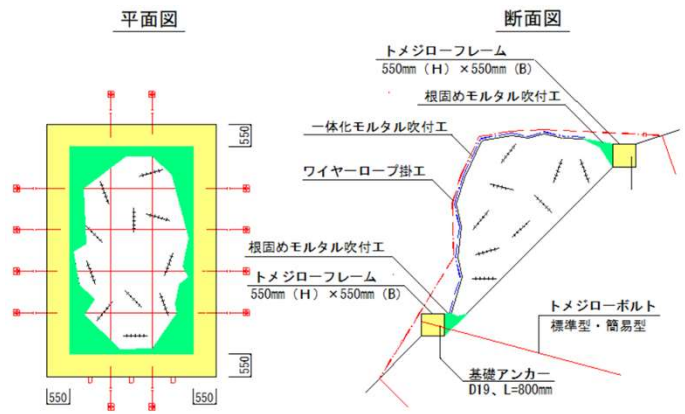 平面図
550
550
550
550
断面図
トメジローフレーム
550mm (H) ×550mm (B)
根固めモルタル吹付工
一体化モルタル吹付工
ワイヤーロープ掛工
根固めモルタル吹付工
トメジローフレーム
550mm (H) ×550mm (B)
トメジローボルト
標準型・簡易型
基礎アンカー
D19、L=800mm